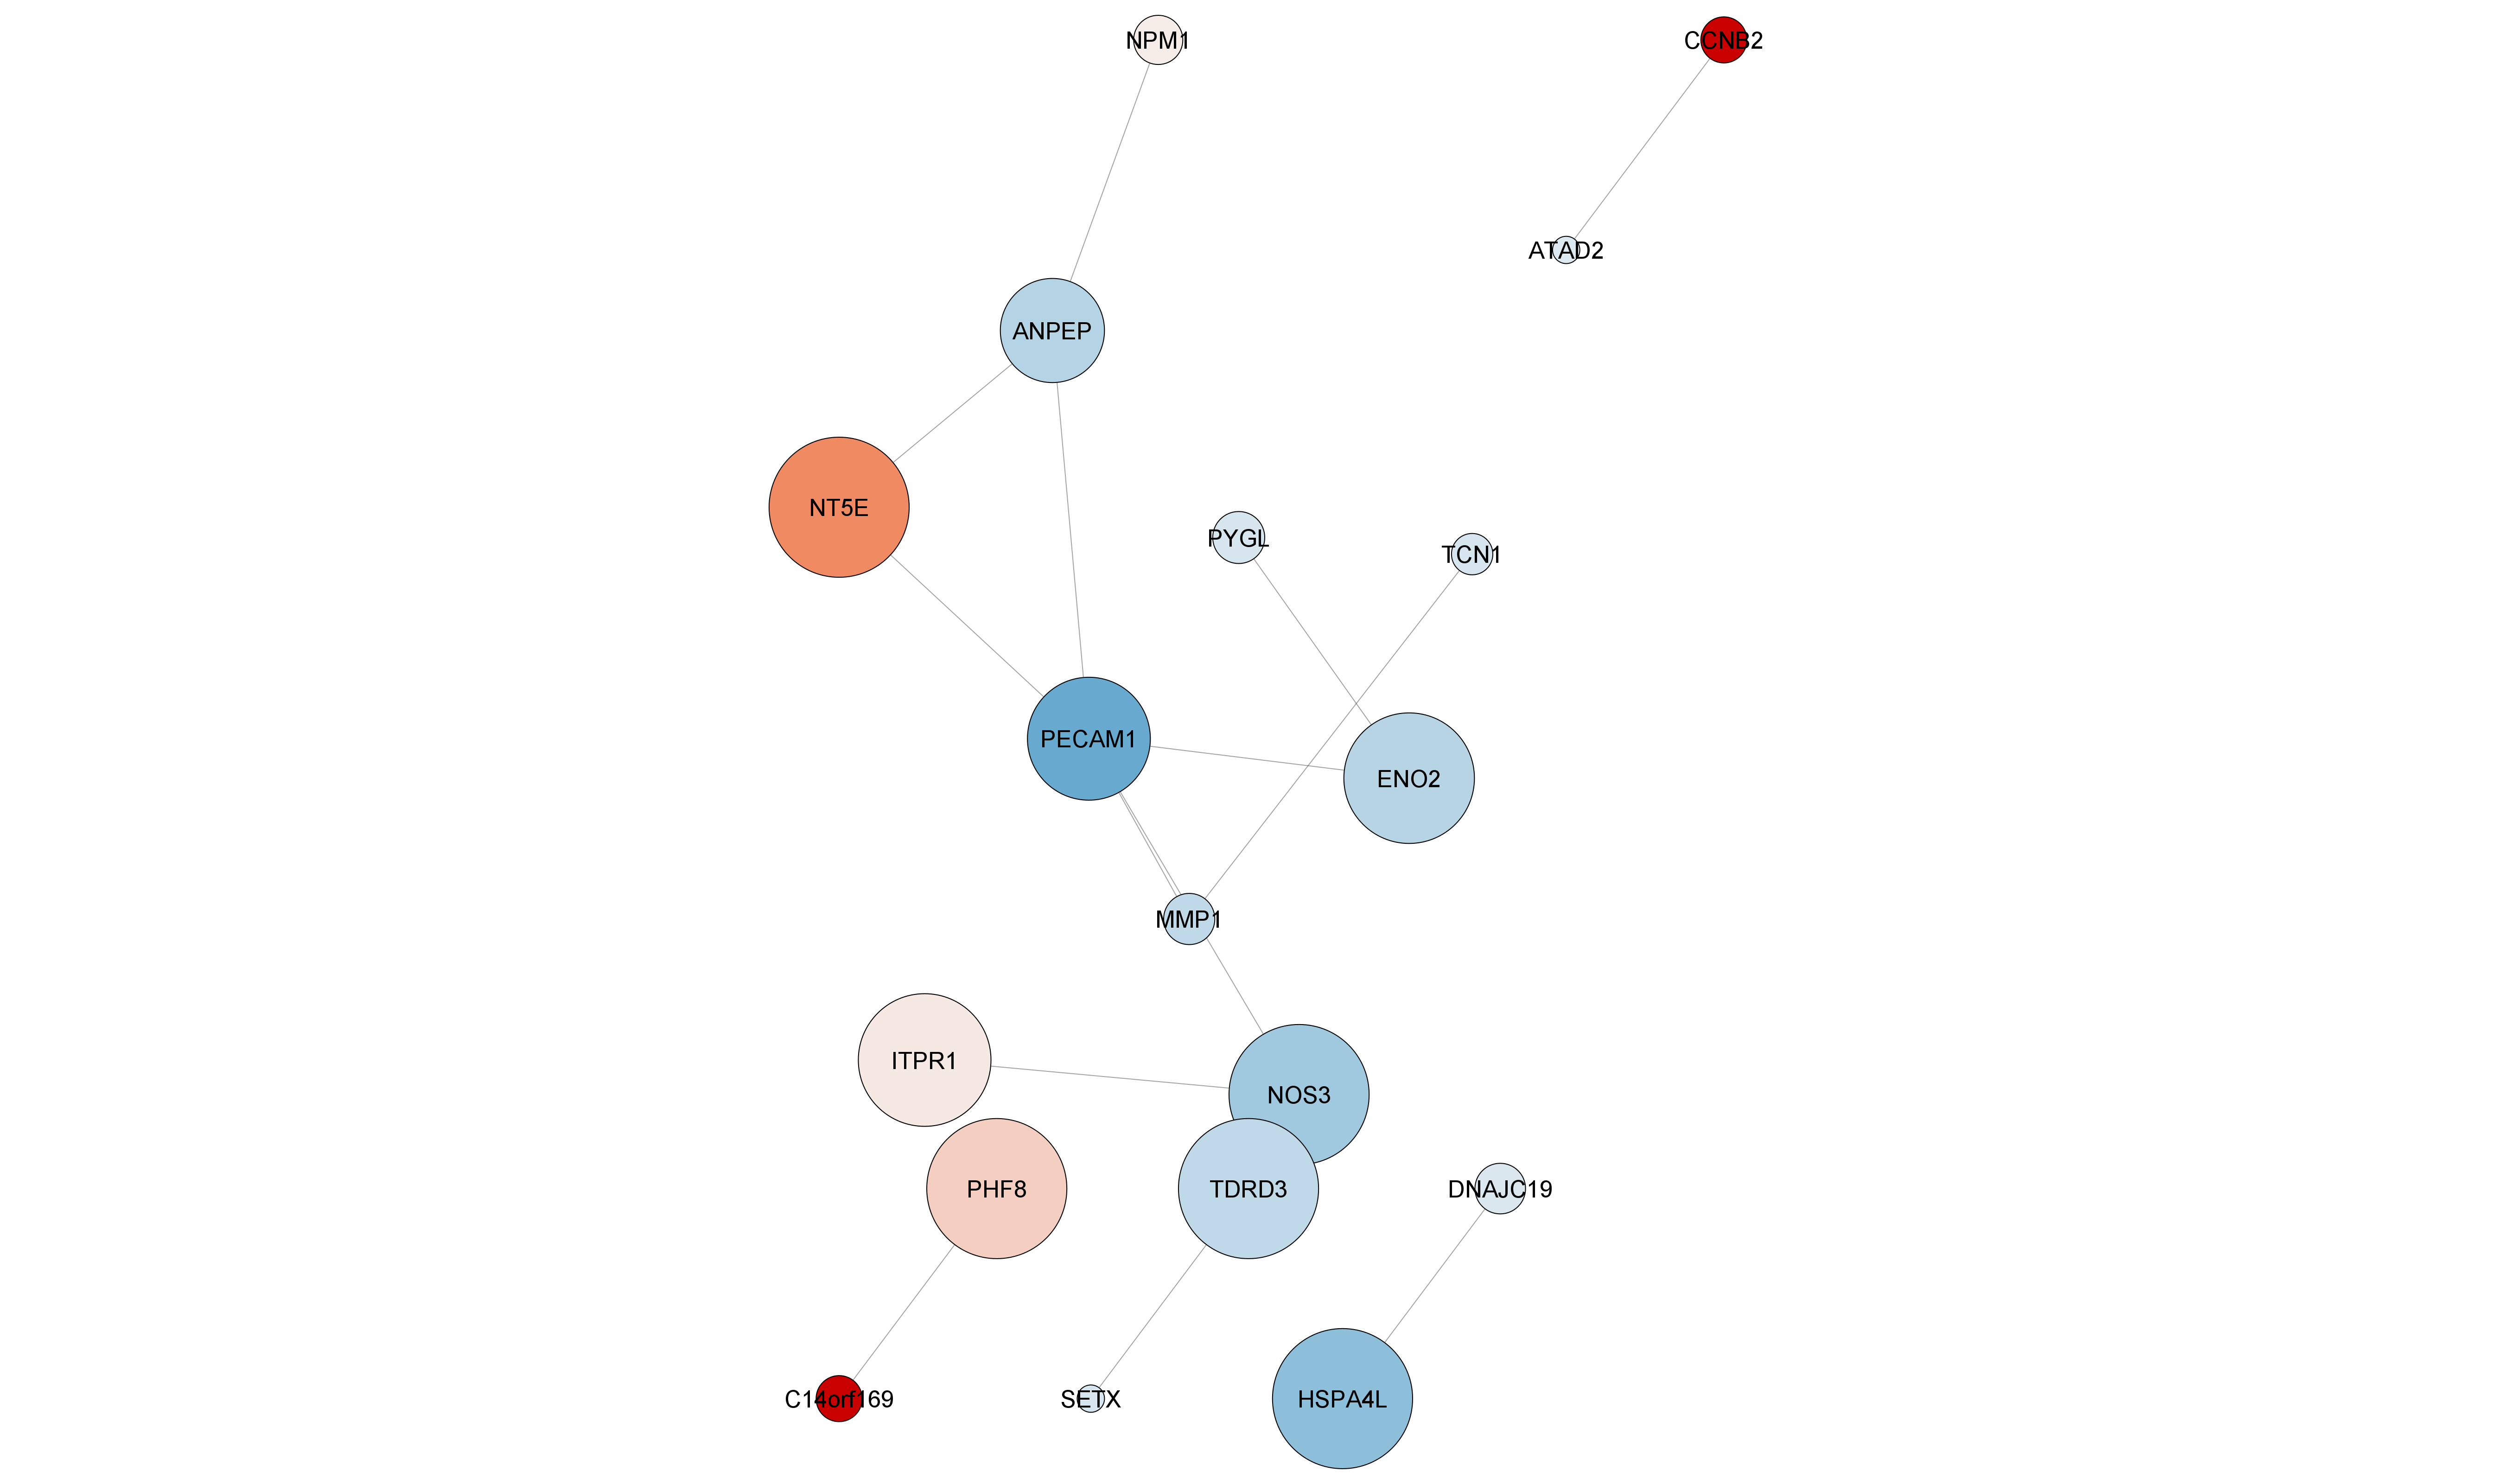 NPM1
CCNB2
ATAD2
ANPEP
NT5E
PYGL
TCN1
PECAM1
ENO2
MMP1
ITPR1
NOS3
PHF8
TDRD3
DNAJC19
C14orf169
SETX
HSPA4L